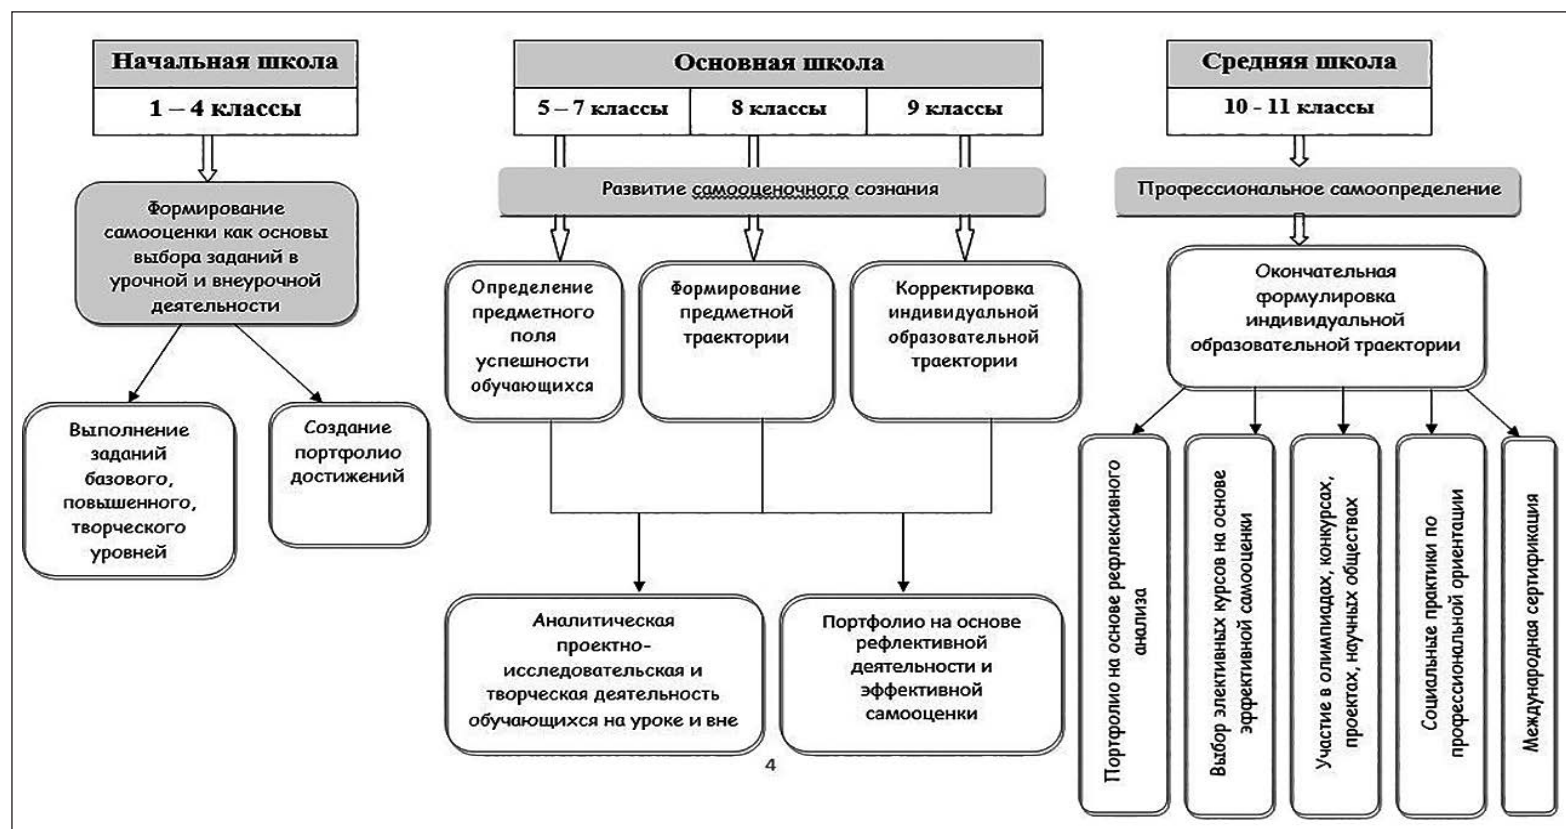 Начальная школа
1 – 4 классы
Формирование
самооценки как основы
выбора заданий в
урочной и внеурочной
деятельности
Выполнение
заданий
базового,
повышенного,
творческого
уровней
Создание
портфолио
достижений
Основная школа
5 – 7 классы
8 классы
9 классы
Развитие самооценочного сознания
Определение
предметного
поля
успешности
обучающихся
Формирование
предметной
траектории
Корректировка
индивидуальной
образовательной
траектории
Аналитическая
проектно-
исследовательская и
творческая деятельность
обучающихся на уроке и вне
Портфолио на основе
рефлективной
деятельности и
эффективной
самооценки
4
Средняя школа
10 - 11 классы
Профессиональное самоопределение
Окончательная
формулировка
индивидуальной
образовательной траектории
Портфолио на основе рефлексивного
анализа
Выбор элективных курсов на основе
эффективной самооценки
Участие в олимпиадах, конкурсах,
проектах, научных обществах
Социальные практики по
профессиональной ориентации
Международная сертификация